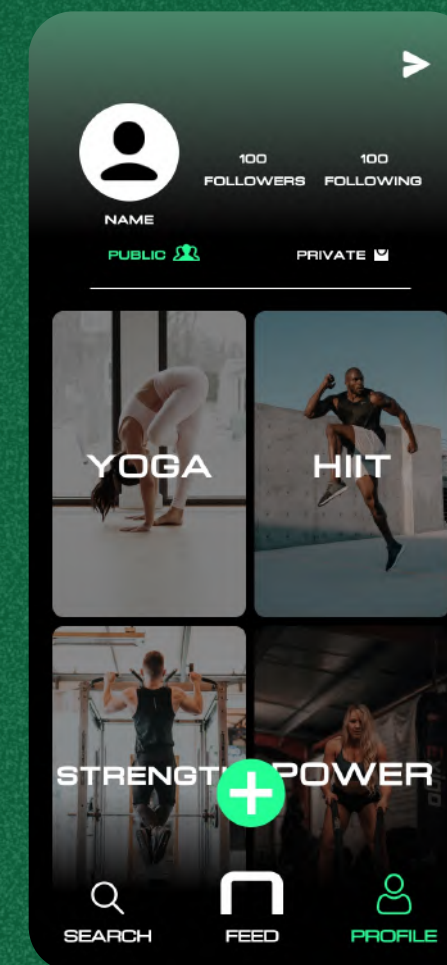 100 100
FOLLOWERS FOLLOWING
NAME
PUBLIC PRIVATE
YOGA HIIT
STRENGT POWER
SEARCH FEED PROFILE